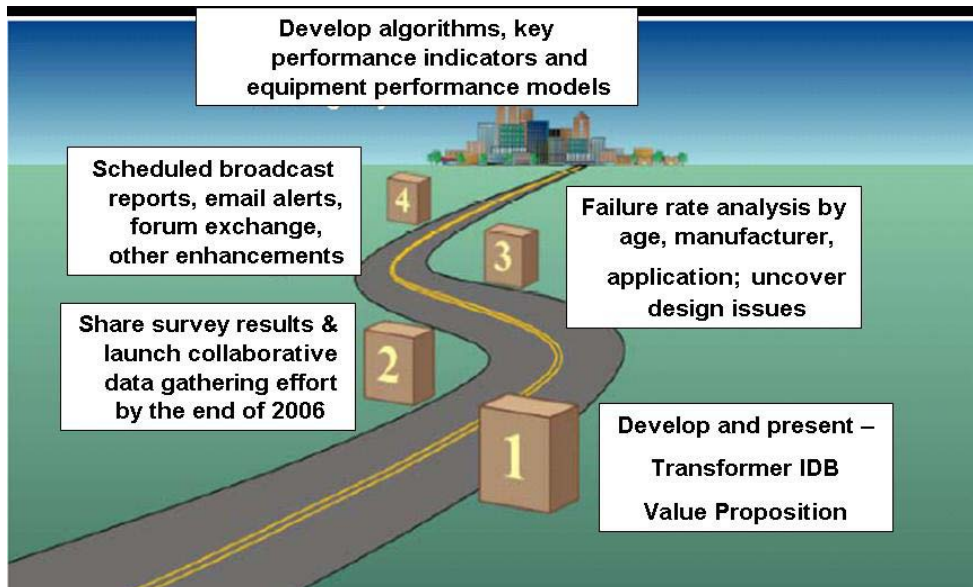 Develop algorithms, key
performance indicators and
equipment performance models
Scheduled broadcast
reports, email alerts,
forum exchange,
other enhancements
4
Failure rate analysis by
age, manufacturer,
application; uncover
design issues
3
Share survey results &
launch collaborative
data gathering effort
by the end of 2006
2
1
Develop and present –
Transformer IDB
Value Proposition